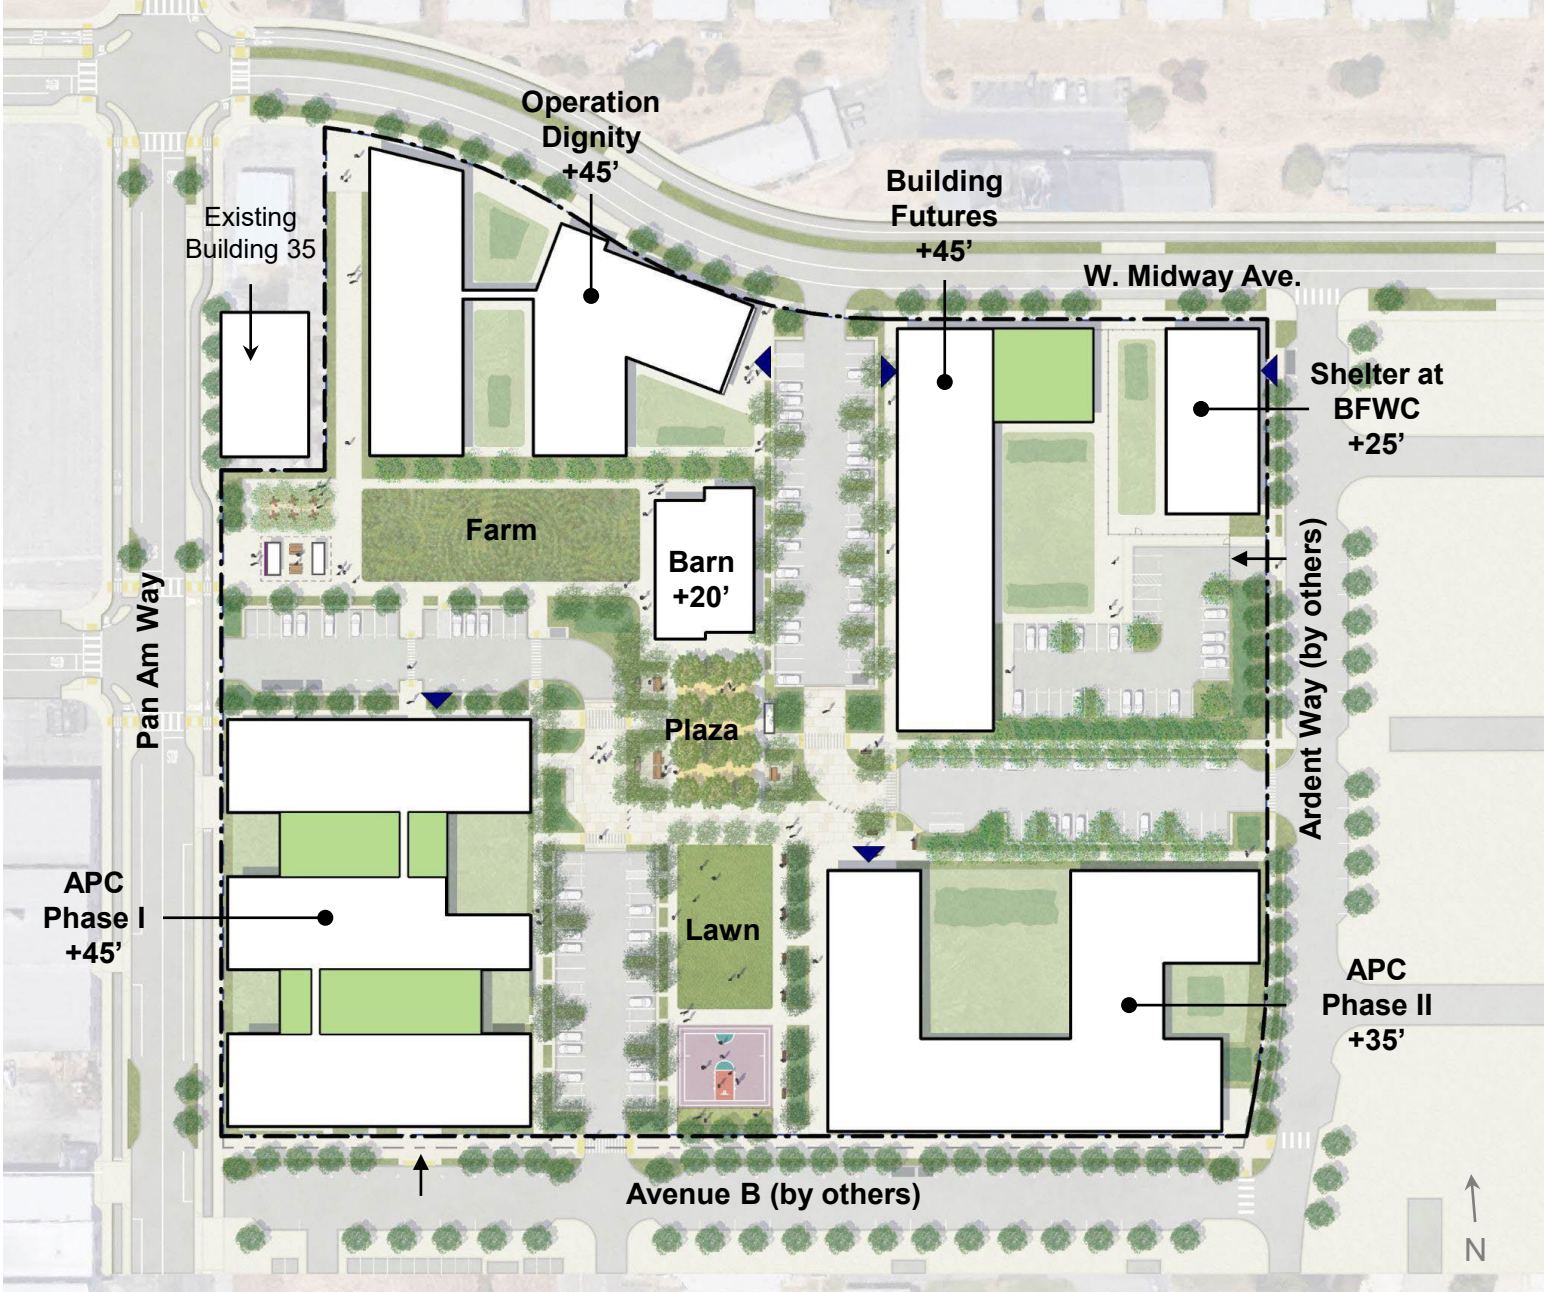 Operation
Dignity
+45’
Building
Futures
+45’
Existing
Building 35
W. Midway Ave.
Shelter at
BFWC
+25’
Farm
Barn
+20’
Pan Am Way
Plaza
Ardent Way (by others)
APC
Phase I
+45’
Lawn
APC
Phase II
+35’
Avenue B (by others)
N